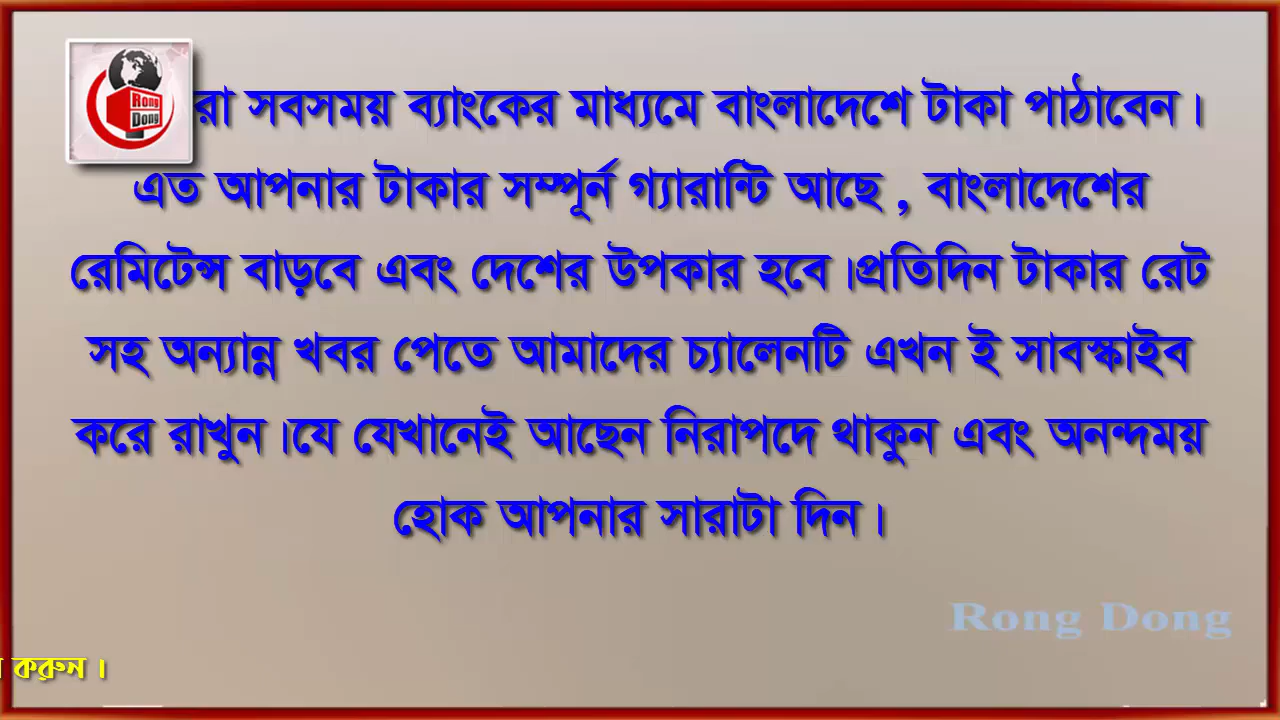 Rong
Dong
রা সবসময় ব্যাংকের মাধ্যমে বাংলাদেশে টাকা পাঠাবেন।
এত আপনার টাকার সম্পূর্ন গ্যারান্টি আছে , বাংলাদেশের
রেমিটেন্স বাড়বে এবং দেশের উপকার হবে।প্রতিদিন টাকার রেট
সহ অন্যান্ন খবর পেতে আমাদের চ্যালেনটি এখন ই সাবস্কাইব
করে রাখুন।যে যেখানেই আছেন নিরাপদে থাকুন এবং অনন্দময়
হোক আপনার সারাটা দিন।
Rong Dong
করুন।